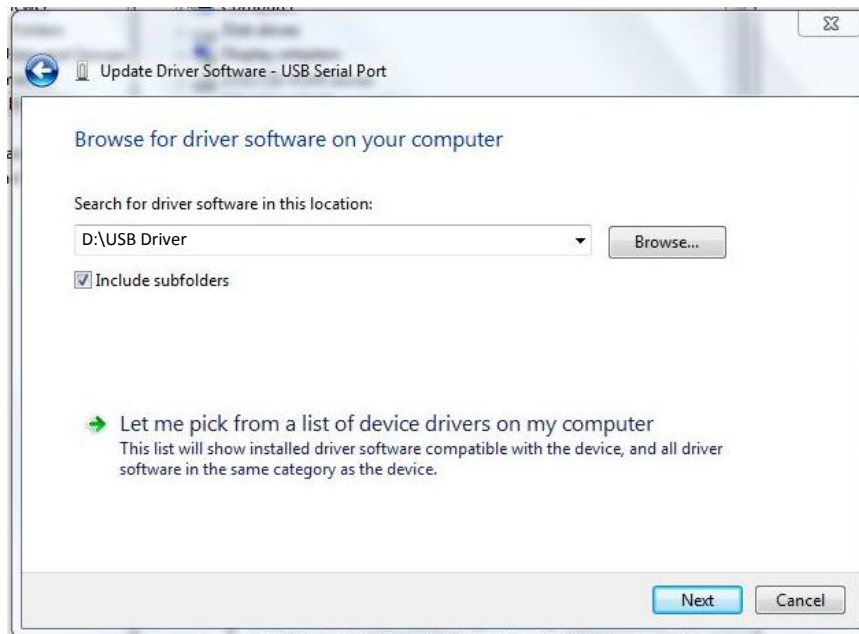 Update Driver Software - USB Serial Port
Browse for driver software on your computer
Search for driver software in this location:
D:\USB Driver
Browse...
Include subfolders
Let me pick from a list of device drivers on my computer
This list will show installed driver software compatible with the device, and all driver
software in the same category as the device.
Next
Cancel